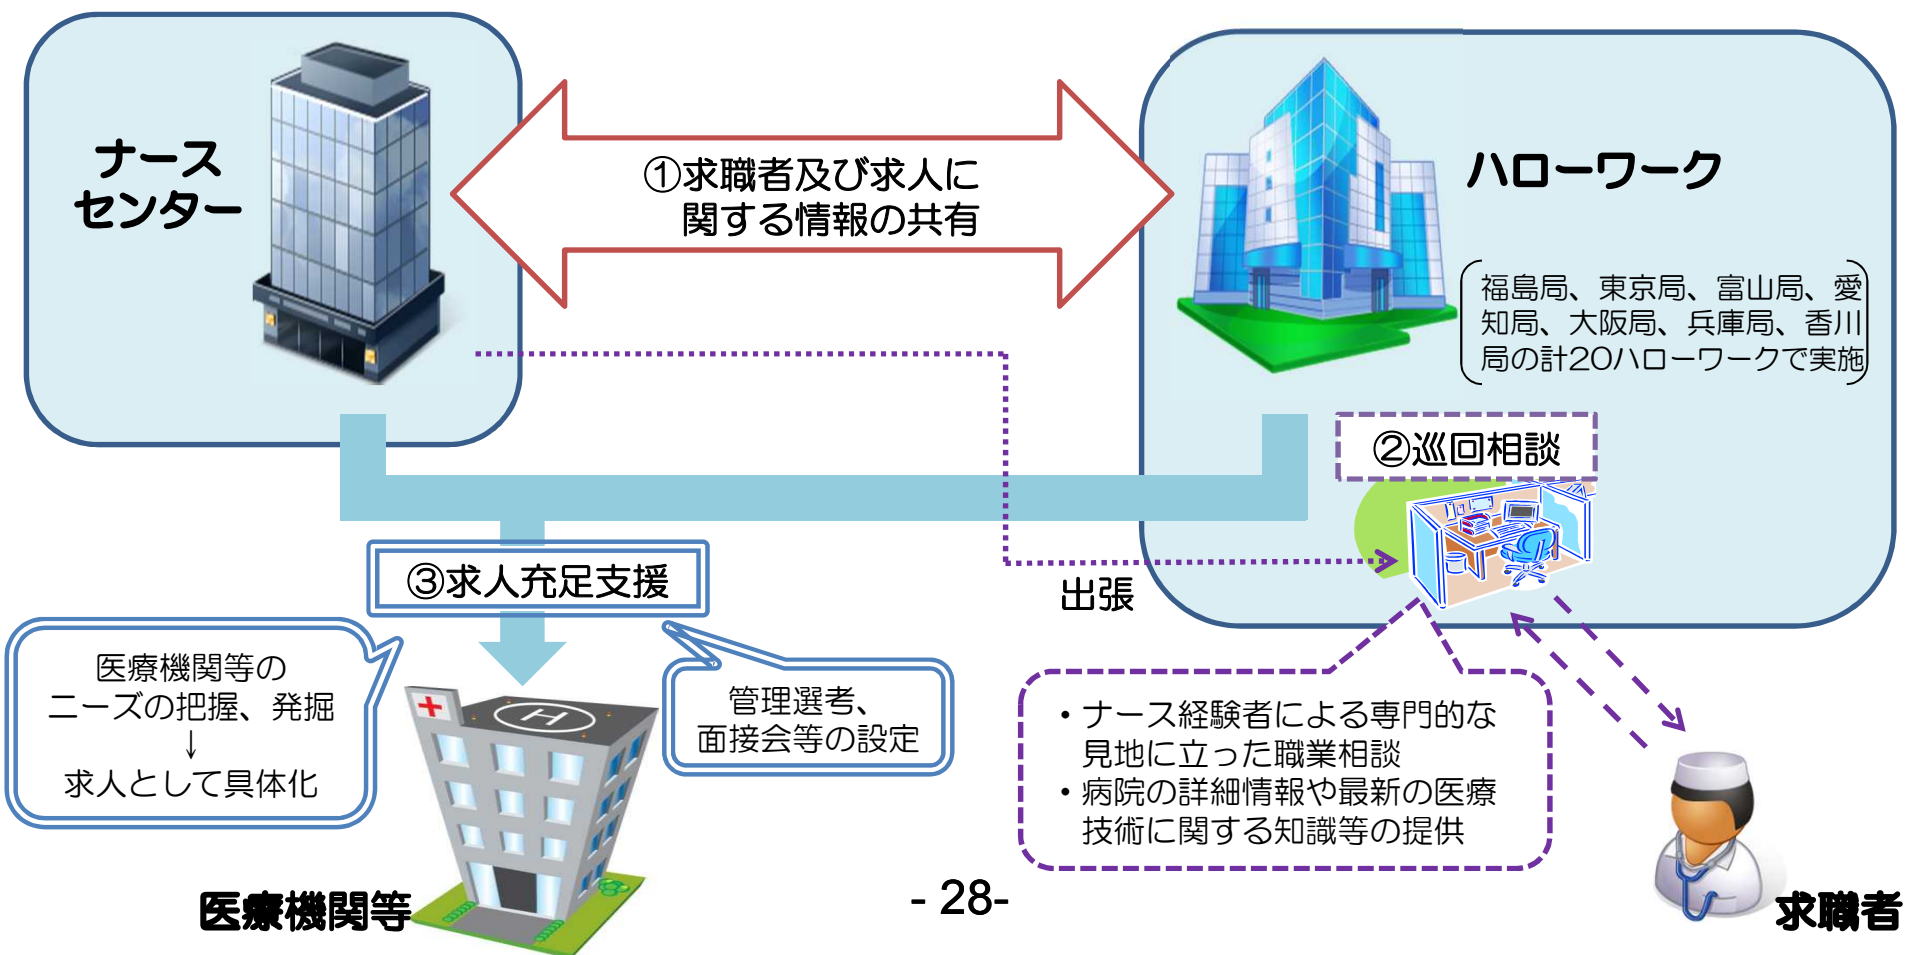 ナース
センター
①求職者及び求人に
関する情報の共有
ハローワーク
福島局、東京局、富山局、愛
知局、大阪局、兵庫局、香川
局の計20ハローワークで実施
②巡回相談
出張
③求人充足支援
医療機関等の
ニーズの把握、発掘
↓
求人として具体化
管理選考、
面接会等の設定
・ナース経験者による専門的な
見地に立った職業相談
・病院の詳細情報や最新の医療
技術に関する知識等の提供
H
医療機関等
求職者
- 28-